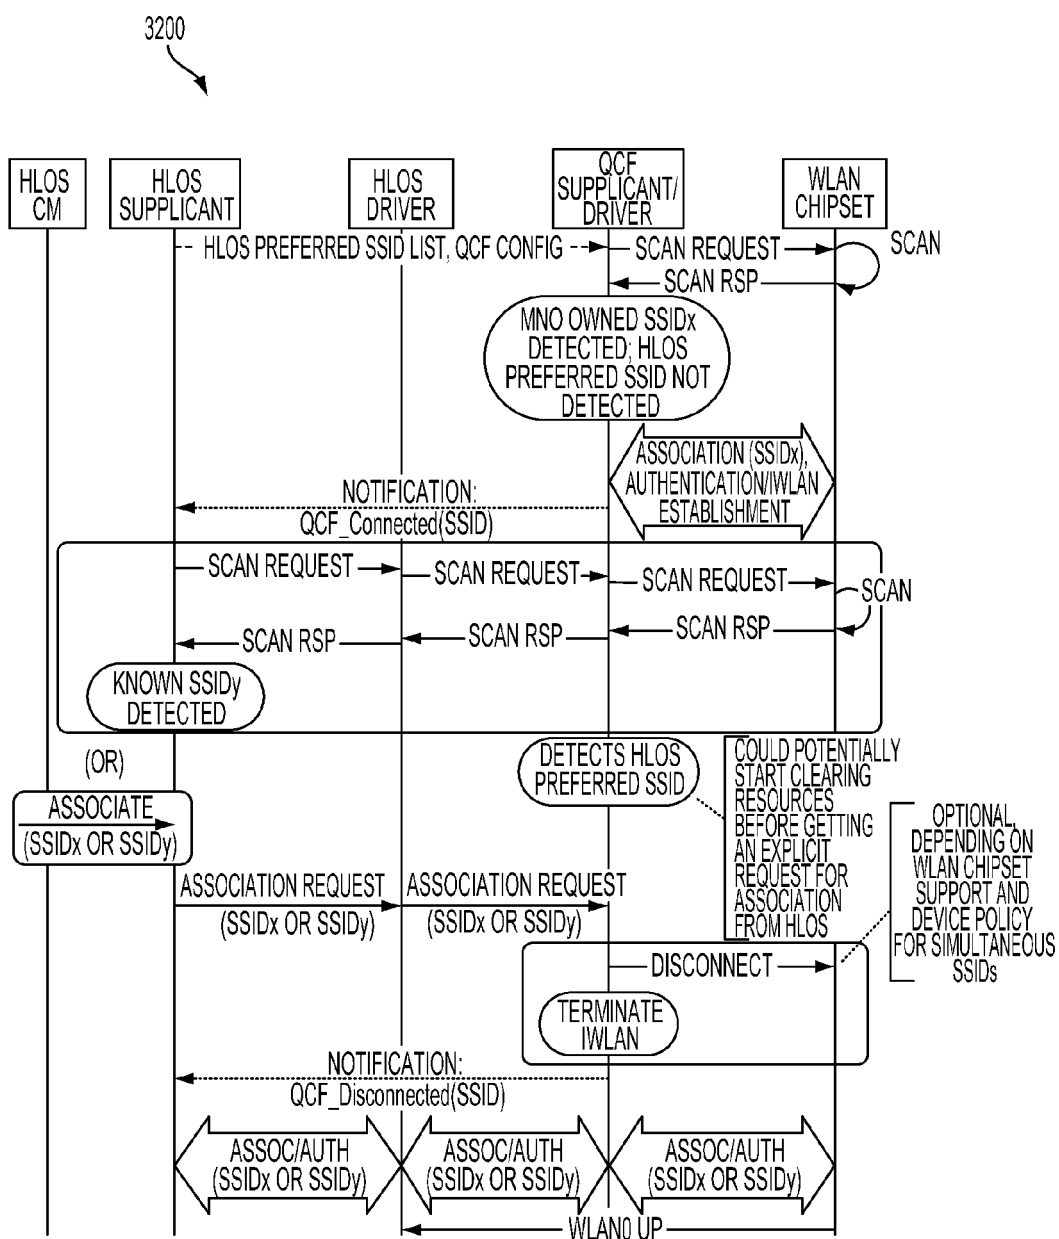 3200
HLOS
CM
HLOS
SUPPLICANT
HLOS
DRIVER
QCF
SUPPLICANT/
DRIVER
WLAN
CHIPSET
HLOS PREFERRED SSID LIST, QCF CONFIG
SCAN REQUEST
SCAN
SCAN RSP
MNO OWNED SSIDx
DETECTED; HLOS
PREFERRED SSID NOT
DETECTED
ASSOCIATION (SSIDx),
AUTHENTICATION/IWLAN
ESTABLISHMENT
NOTIFICATION:
QCF_Connected(SSID)
SCAN REQUEST
SCAN REQUEST
SCAN REQUEST
SCAN
SCAN RSP
SCAN RSP
SCAN RSP
KNOWN SSIDy
DETECTED
(OR)
ASSOCIATE
(SSIDx OR SSIDy)
DETECTS HLOS
PREFERRED SSID
COULD POTENTIALLY
START CLEARING
RESOURCES
BEFORE GETTING
AN EXPLICIT
REQUEST FOR
ASSOCIATION
FROM HLOS
OPTIONAL,
DEPENDING ON
WLAN CHIPSET
SUPPORT AND
DEVICE POLICY
FOR SIMULTANEOUS
SSIDs
ASSOCIATION REQUEST
(SSIDx OR SSIDy)
ASSOCIATION REQUEST
(SSIDx OR SSIDy)
DISCONNECT
TERMINATE
IWLAN
NOTIFICATION:
QCF_Disconnected(SSID)
ASSOC/AUTH
(SSIDx OR SSIDy)
ASSOC/AUTH
(SSIDx OR SSIDy)
ASSOC/AUTH
(SSIDx OR SSIDy)
WLAN0 UP